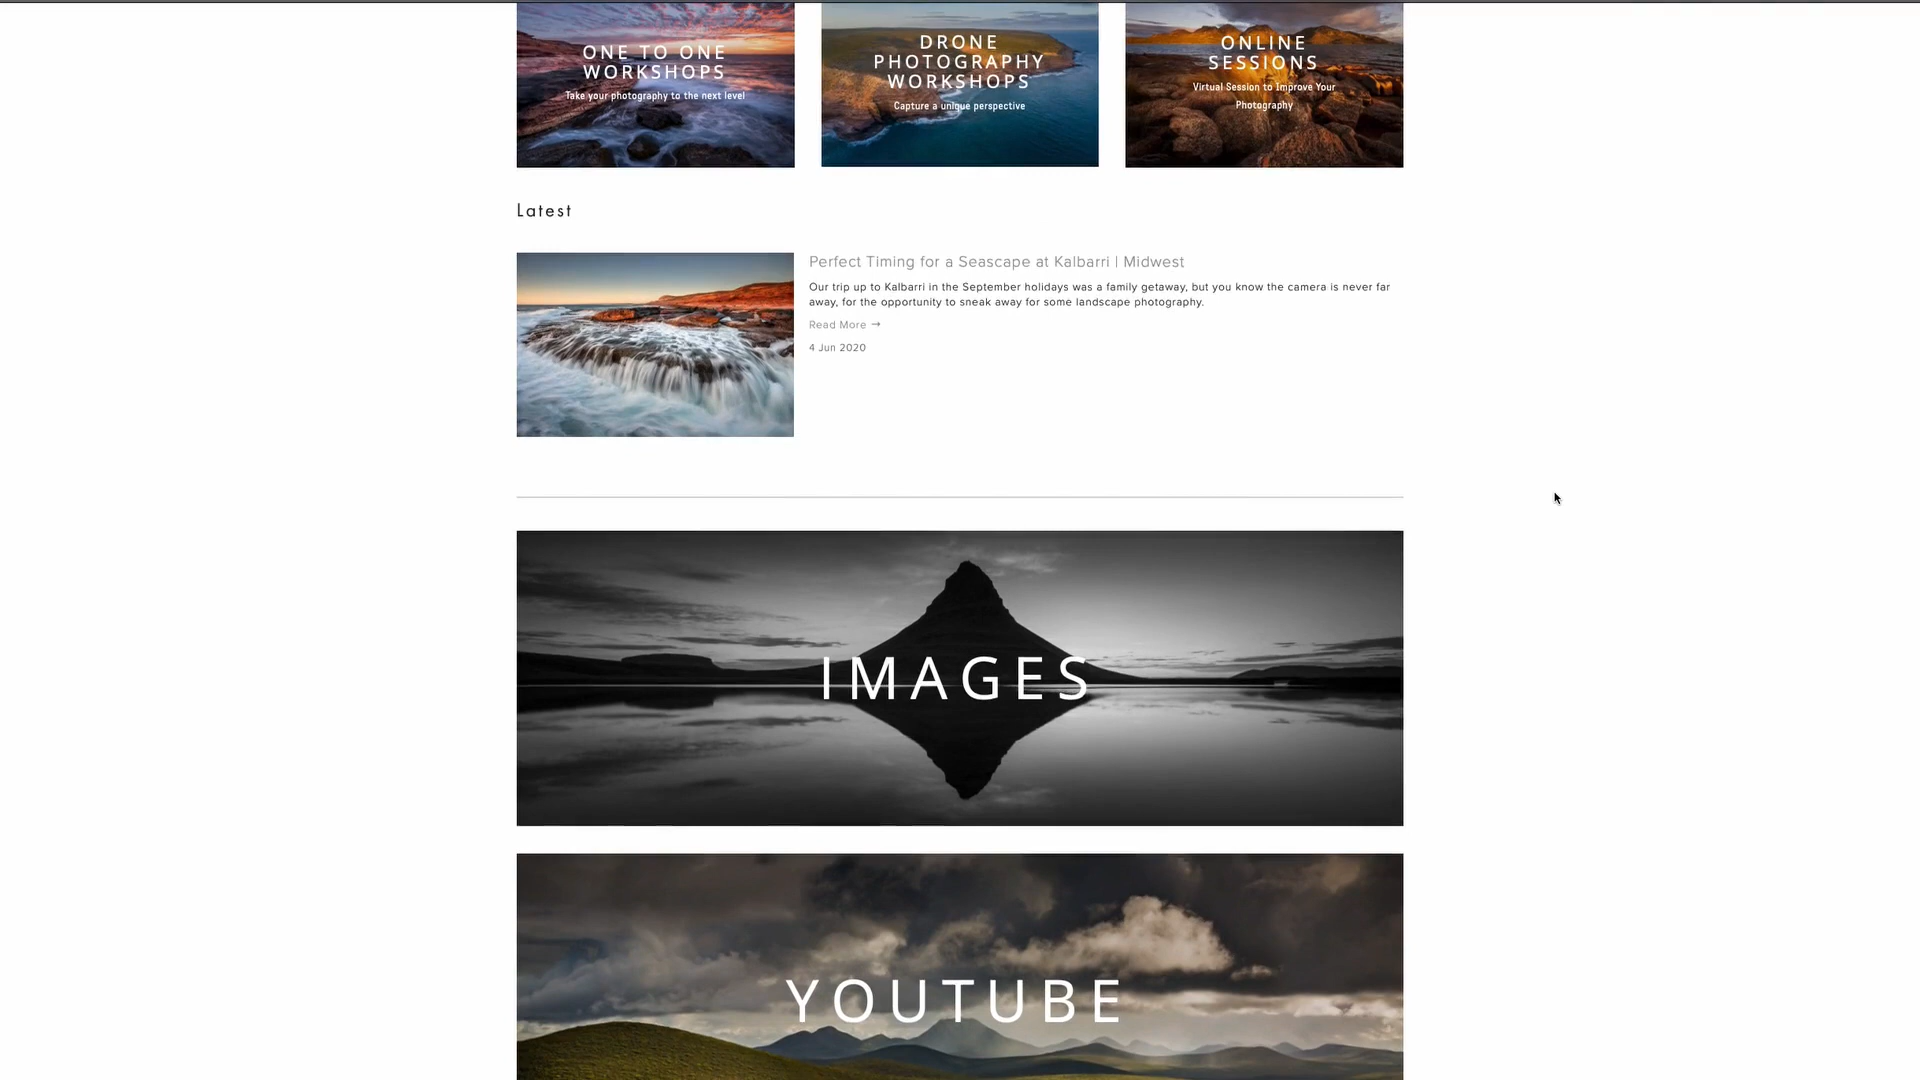 ONE TO ONE
WORKSHOPS
Take your photography to the next level
DRONE
PHOTOGRAPHY
WORKSHOPS
Capture a unique perspective
ONLINE
SESSIONS
Virtual Session to Improve Your
Photography
Latest
Perfect Timing for a Seascape at Kalbarri | Midwest
Our trip up to Kalbarri in the September holidays was a family getaway, but you know the camera is never far
away, for the opportunity to sneak away for some landscape photography.
Read More →
4 Jun 2020
IMAGES
YOUTUBE